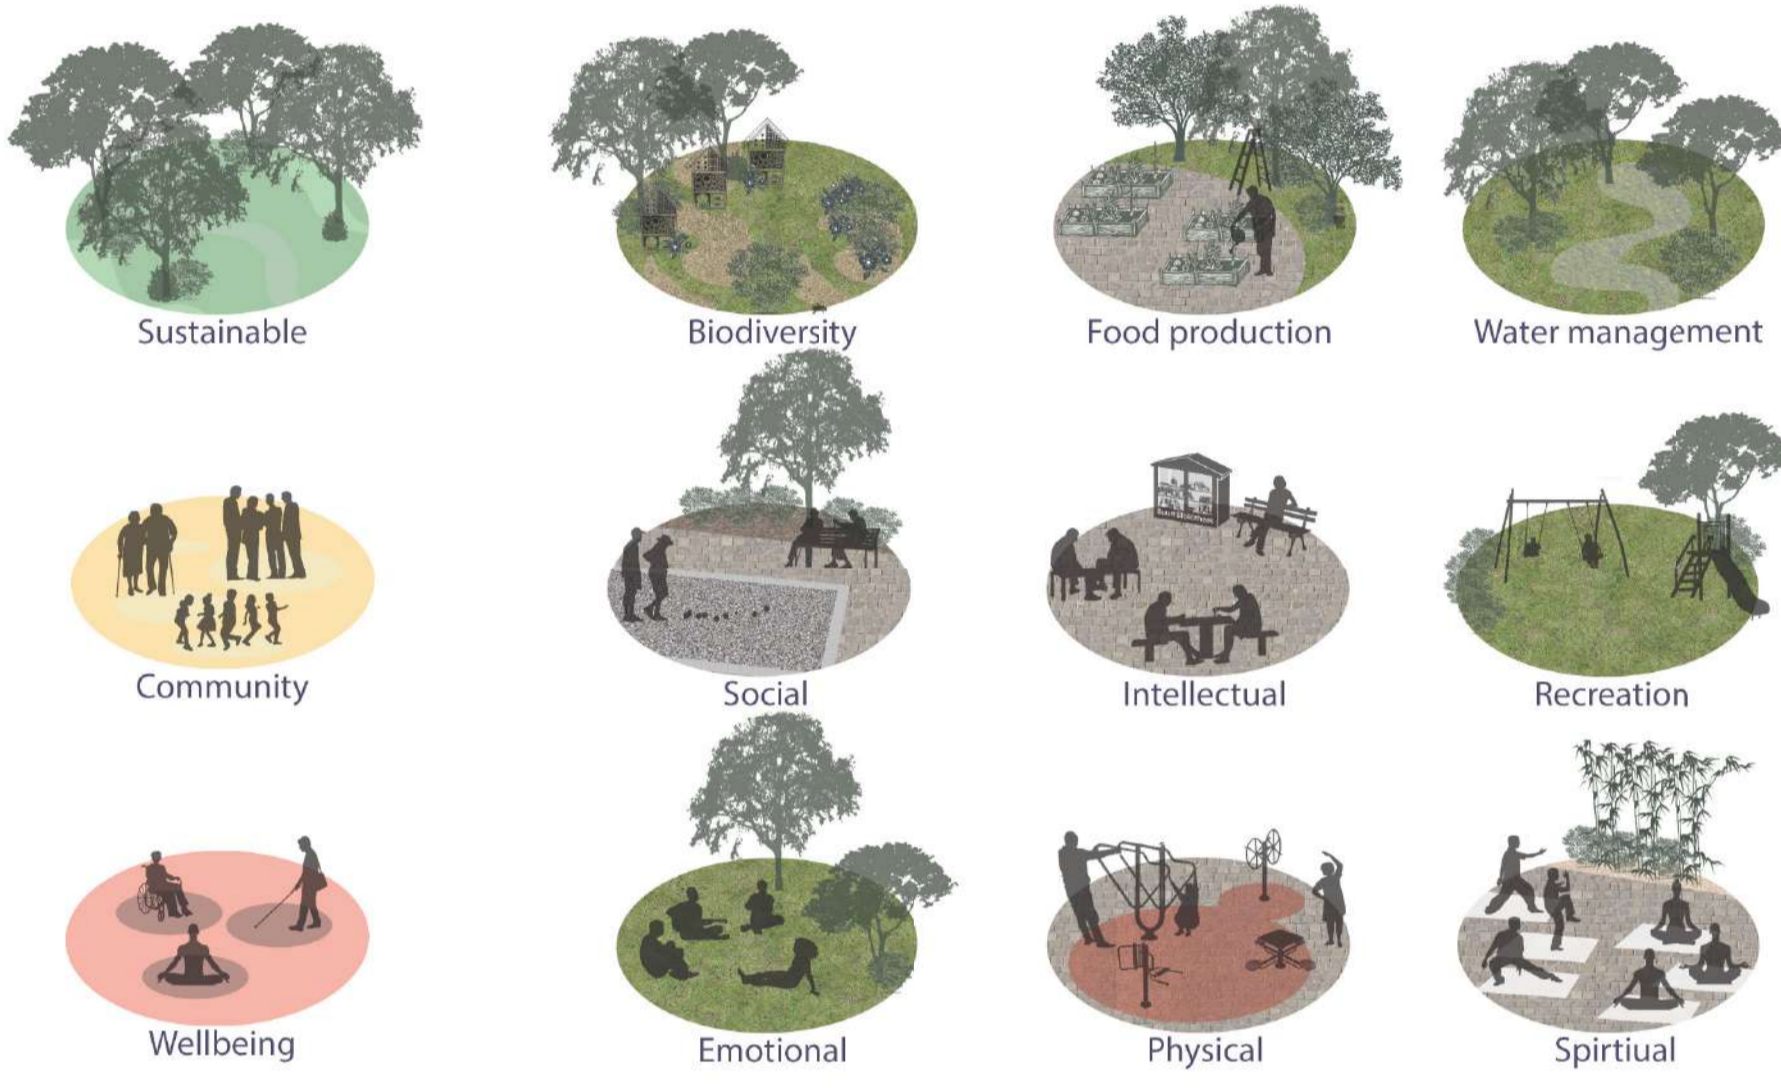 Sustainable
Biodiversity
Food production
Water management
Community
Social
Intellectual
Recreation
Wellbeing
Emotional
Physical
Spirtiual